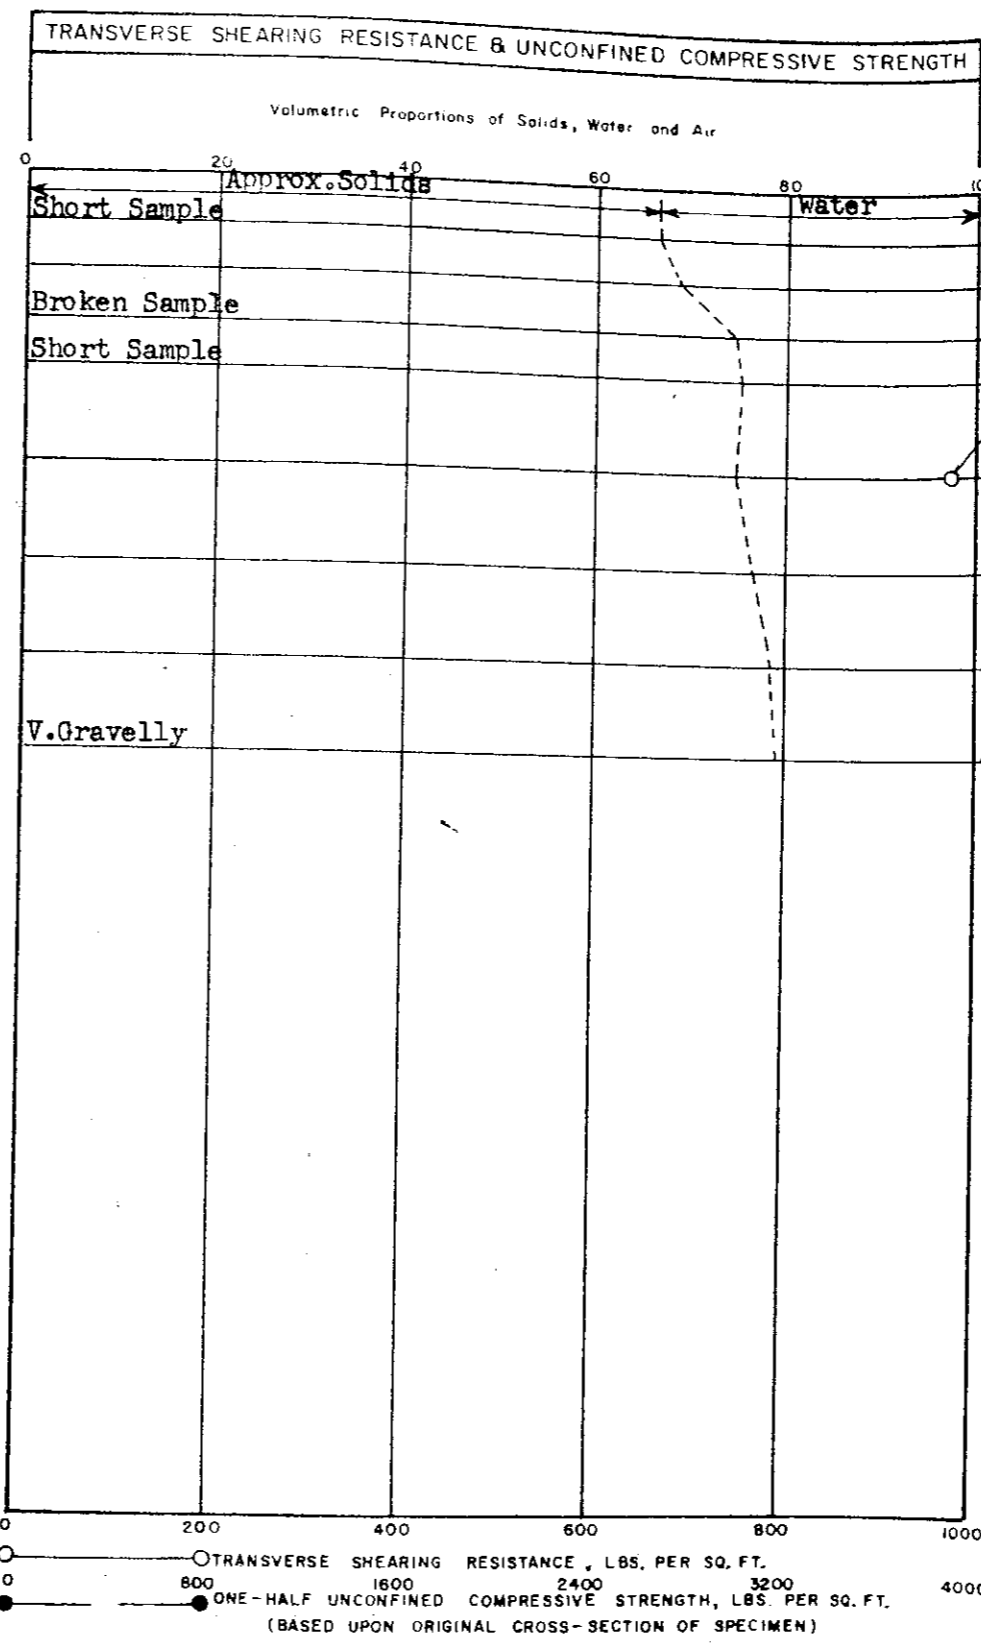 TRANSVERSE SHEARING RESISTANCE & UNCONFINED COMPRESSIVE STRENGTH
Volumetric Proportions of Solids, Water and Air
0 20 40 60 80 10
Approx.Solids Water
Short Sample
Broken Sample
Short Sample
V.Gravelly
0 200 400 600 800 1000
TRANSVERSE SHEARING RESISTANCE, LBS. PER SQ. FT.
0 800 1600 2400 3200 4000
ONE-HALF UNCONFINED COMPRESSIVE STRENGTH, LBS. PER SQ. FT.
(BASED UPON ORIGINAL CROSS-SECTION OF SPECIMEN)